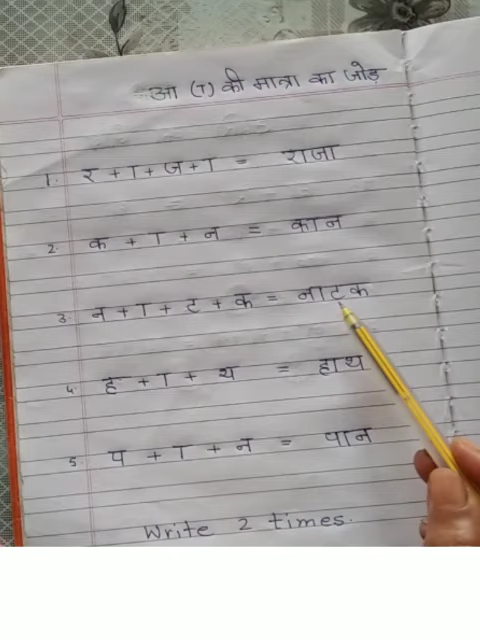 आ (ा) की मात्रा का जोड़
1. र + ा + ज + ा = राजा
2. क + ा + न = कान
3. न + ा + ट + क = नाटक
4. ह + ा + थ = हाथ
5. प + ा + न = पान
Write 2 times.